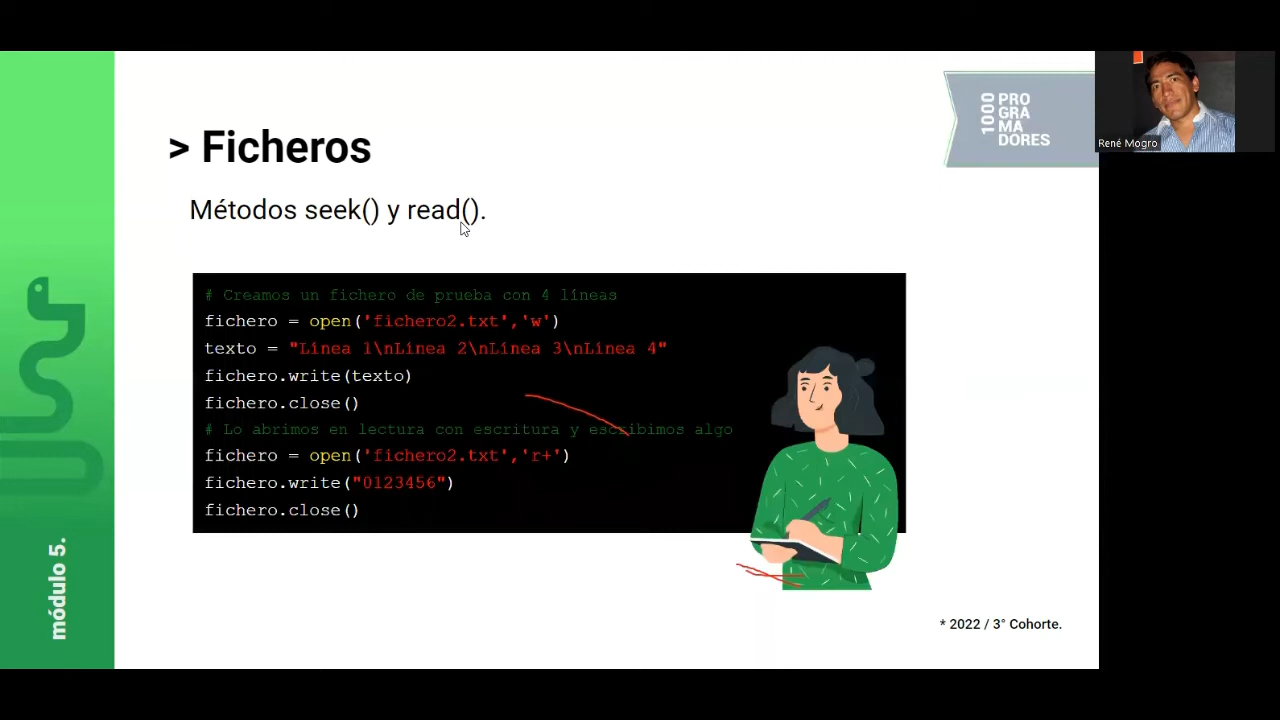 1000
PRO
GRA
MA
DORES
René Mogro
> Ficheros
Métodos seek() y read().
# Creamos un fichero de prueba con 4 líneas
fichero = open('fichero2.txt','w')
texto = "Línea 1\nLínea 2\nLínea 3\nLínea 4"
fichero.write(texto)
fichero.close()
# Lo abrimos en lectura con escritura y escribimos algo
fichero = open('fichero2.txt','r+')
fichero.write("0123456")
fichero.close()
módulo 5.
* 2022 / 3° Cohorte.